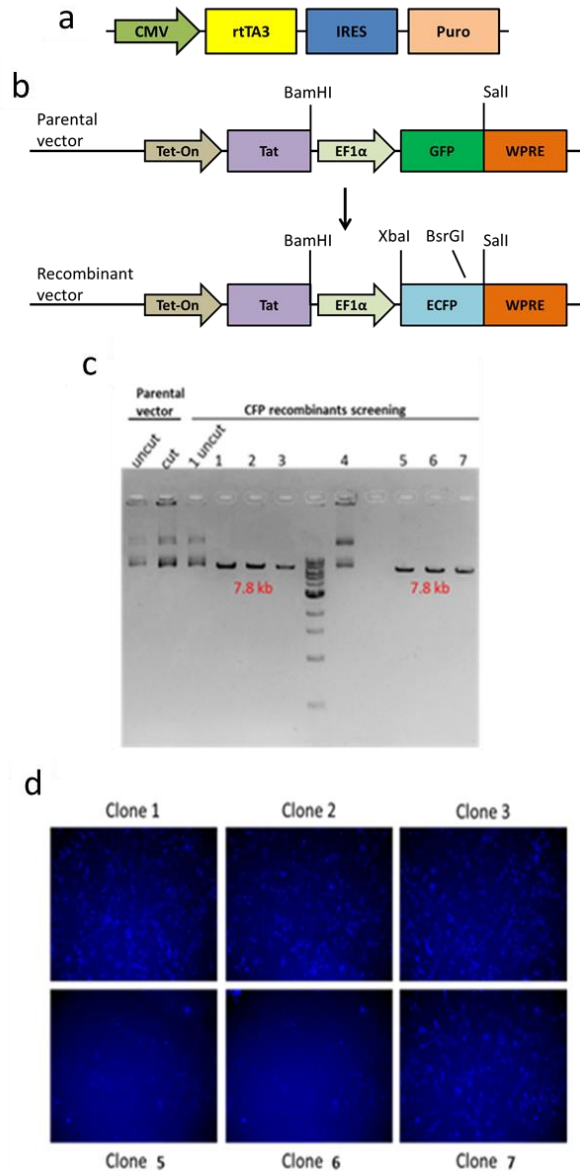 a
CMV rtTA3 IRES Puro
b
BamHI SalI
Parental
vector
Tet-On Tat EF1α GFP WPRE
BamHI XbaI BsrGI SalI
Recombinant
vector
Tet-On Tat EF1α ECFP WPRE
c
Parental
vector
CFP recombinants screening
uncut cut 1 uncut 1 2 3 4 5 6 7
7.8 kb 7.8 kb
d
Clone 1 Clone 2 Clone 3
Clone 5 Clone 6 Clone 7